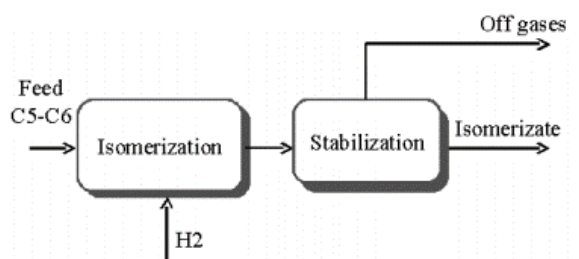 Off gases
Feed
C5-C6
Isomerization
Stabilization
Isomerizate
H2